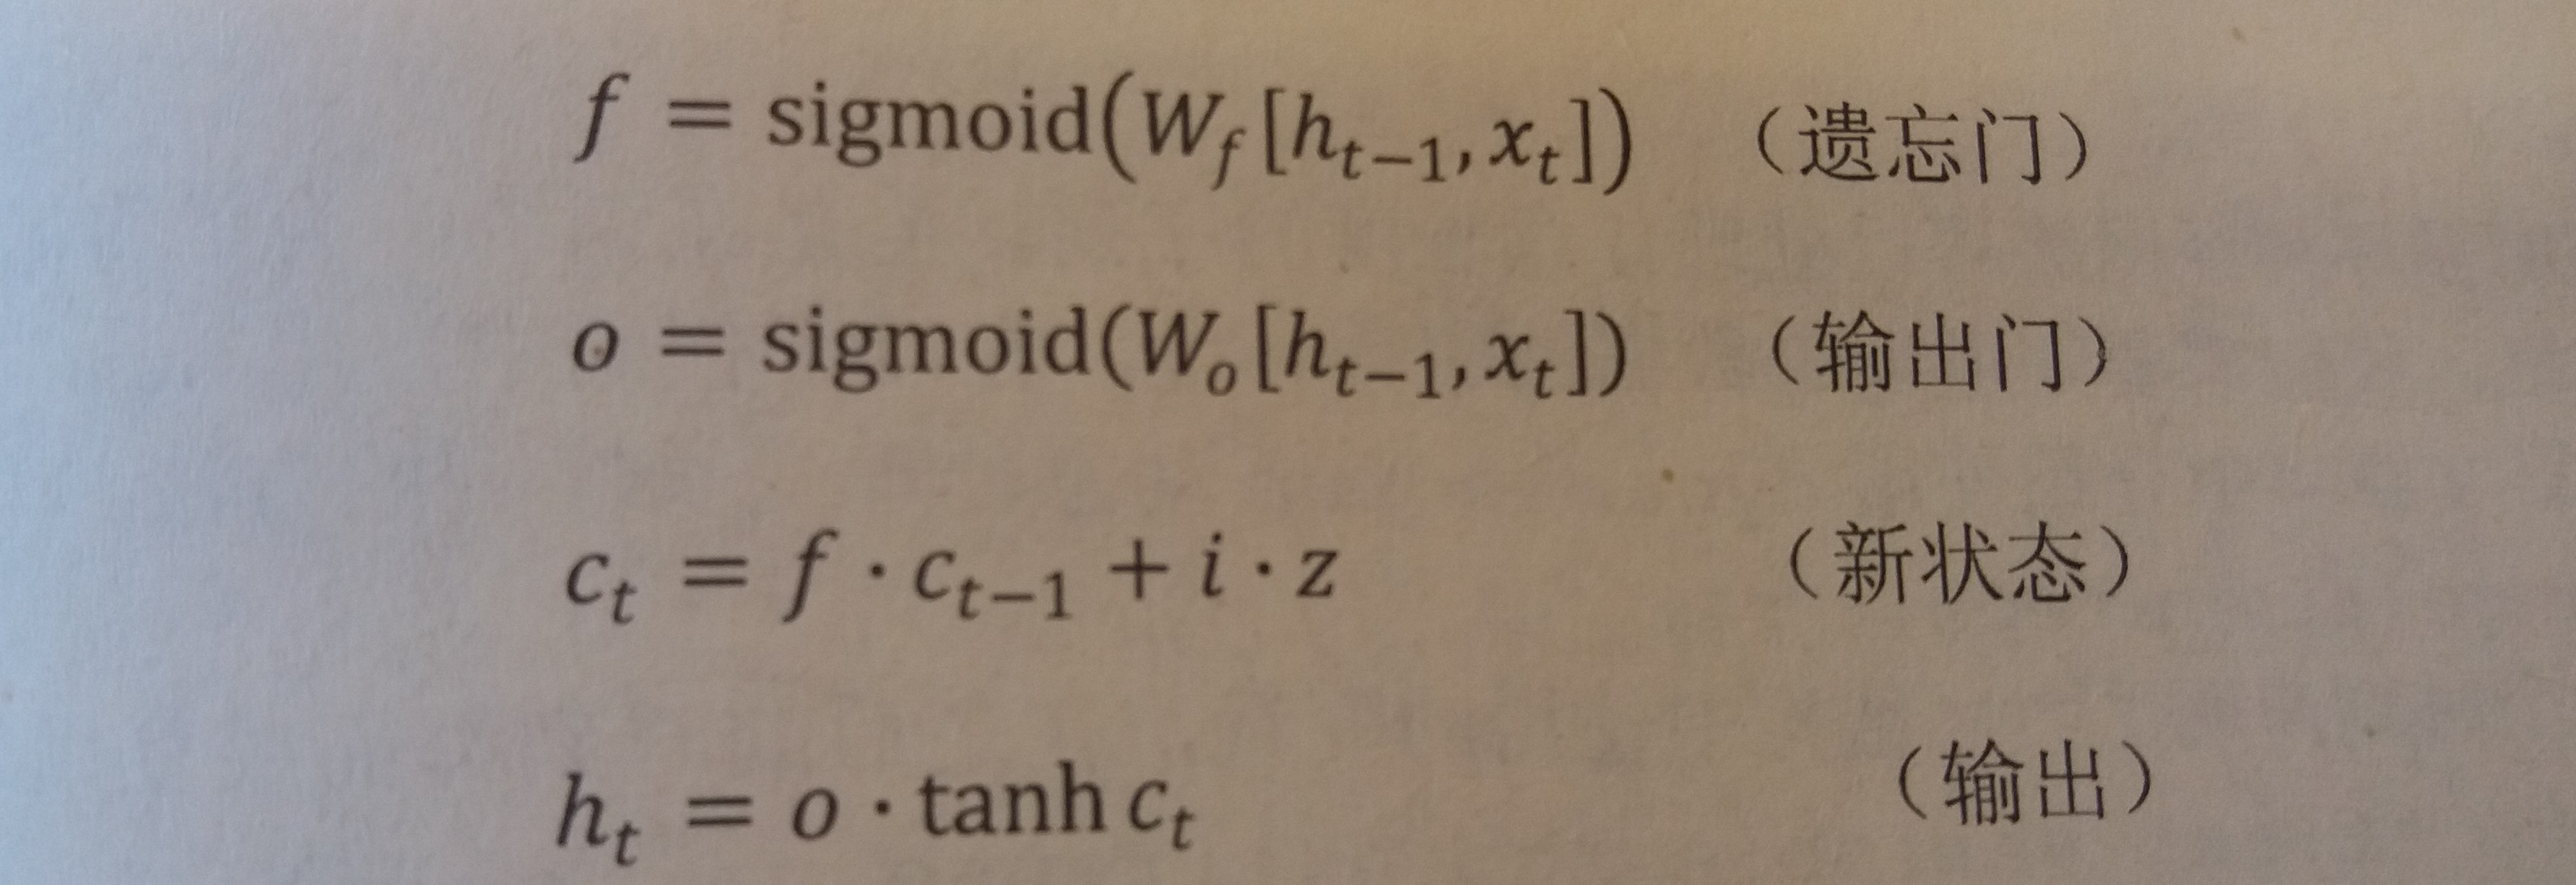 f = sigmoid(W_f[h_{t−1}, x_t]) （遗忘门）
o = sigmoid(W_o[h_{t−1}, x_t]) （输出门）
c_t = f · c_{t−1} + i · z （新状态）
h_t = o · tanh c_t （输出）